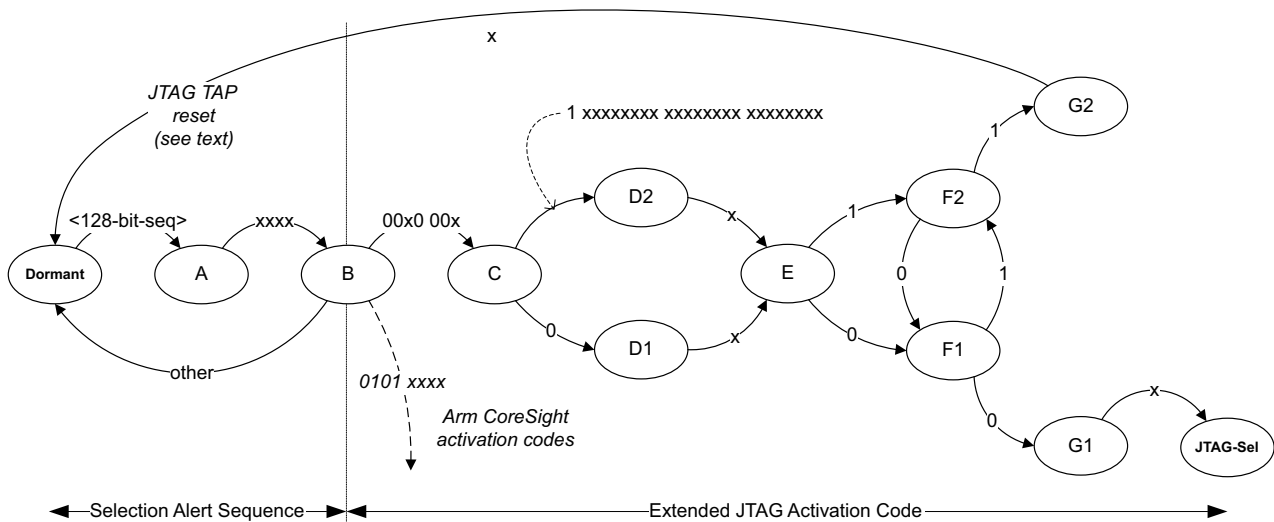 x
JTAG TAP
reset
(see text)
G2
1 xxxxxxxx xxxxxxxx xxxxxxxx
1
D2
F2
<128-bit-seq>
xxxx
00x0 00x
x
1
Dormant
A
B
C
E
0
1
0
x
0
D1
F1
other
0101 xxxx
Arm CoreSight
activation codes
0
x
G1
JTAG-Sel
Selection Alert Sequence
Extended JTAG Activation Code